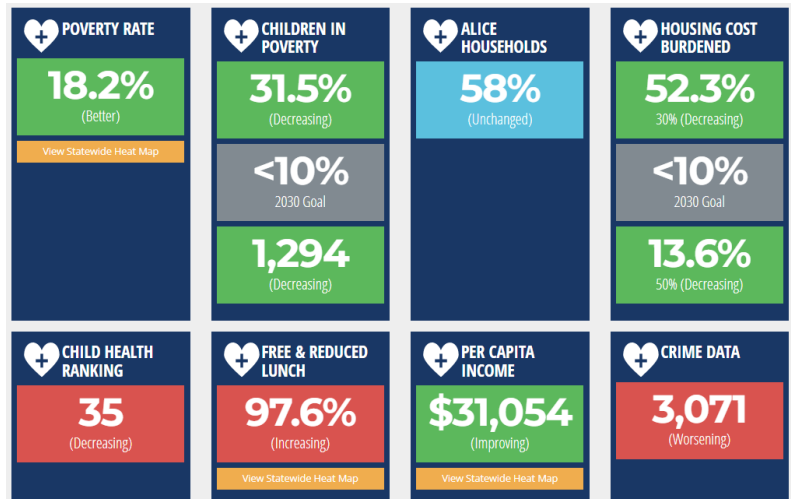 POVERTY RATE
18.2%
(Better)
View Statewide Heat Map
CHILDREN IN
POVERTY
31.5%
(Decreasing)
<10%
2030 Goal
1,294
(Decreasing)
ALICE
HOUSEHOLDS
58%
(Unchanged)
HOUSING COST
BURDENED
52.3%
30% (Decreasing)
<10%
2030 Goal
13.6%
50% (Decreasing)
CHILD HEALTH
RANKING
35
(Decreasing)
FREE & REDUCED
LUNCH
97.6%
(Increasing)
View Statewide Heat Map
PER CAPITA
INCOME
$31,054
(Improving)
View Statewide Heat Map
CRIME DATA
3,071
(Worsening)